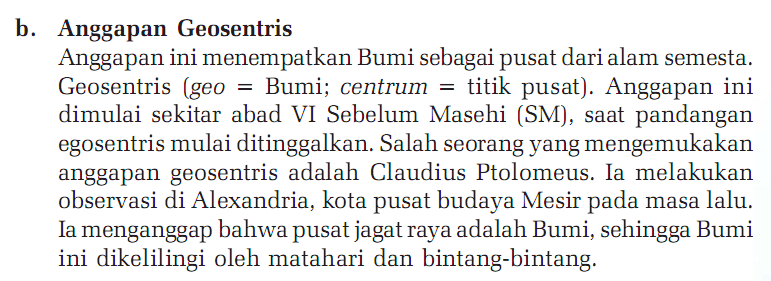 b. Anggapan Geosentris
Anggapan ini menempatkan Bumi sebagai pusat dari alam semesta.
Geosentris (geo = Bumi; centrum = titik pusat). Anggapan ini
dimulai sekitar abad VI Sebelum Masehi (SM), saat pandangan
egosentris mulai ditinggalkan. Salah seorang yang mengemukakan
anggapan geosentris adalah Claudius Ptolomeus. Ia melakukan
observasi di Alexandria, kota pusat budaya Mesir pada masa lalu.
Ia menganggap bahwa pusat jagat raya adalah Bumi, sehingga Bumi
ini dikelilingi oleh matahari dan bintang-bintang.